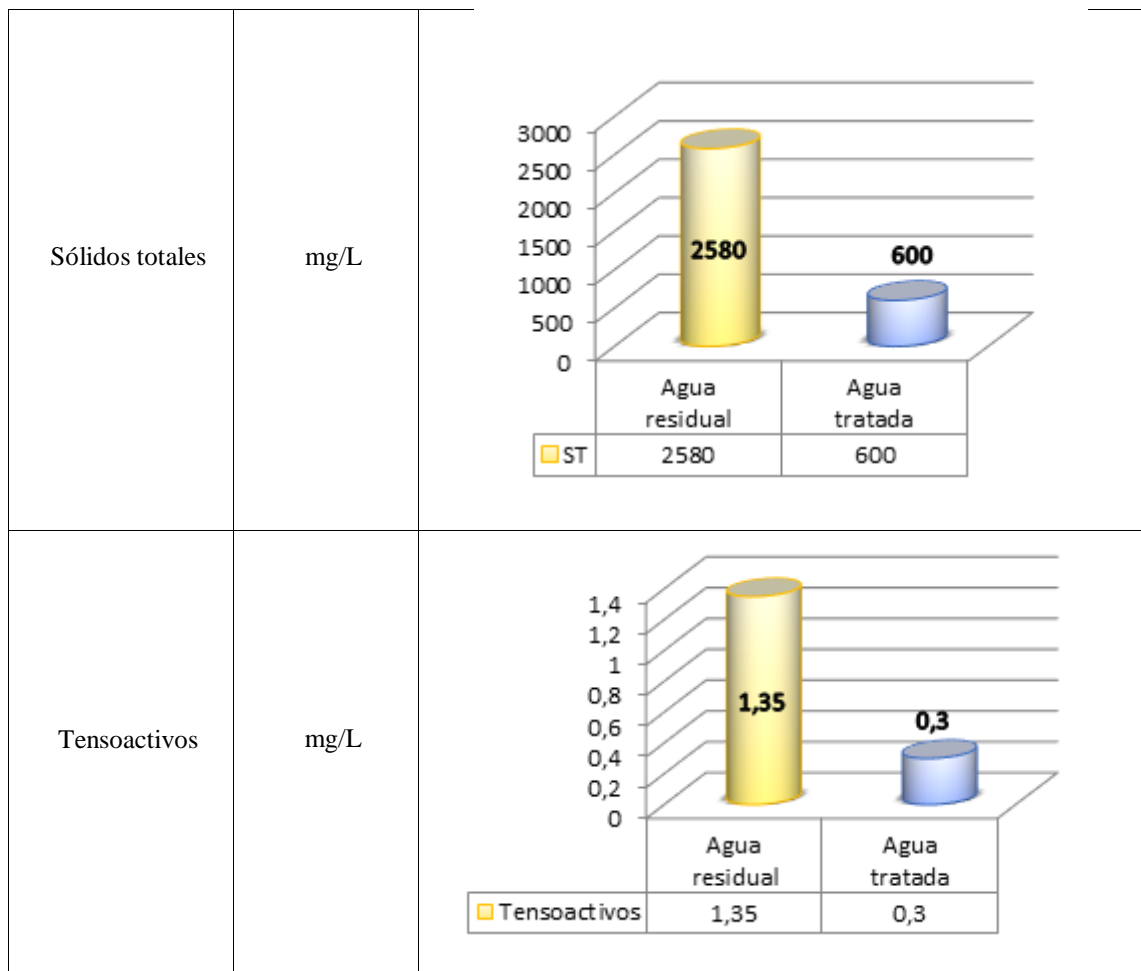 Sólidos totales
mg/L
3000
2500
2000
1500
1000
500
0
2580
600
Agua
residual
Agua
tratada
ST
2580
600
Tensoactivos
mg/L
1,4
1,2
1
0,8
0,6
0,4
0,2
0
1,35
0,3
Agua
residual
Agua
tratada
Tensoactivos
1,35
0,3